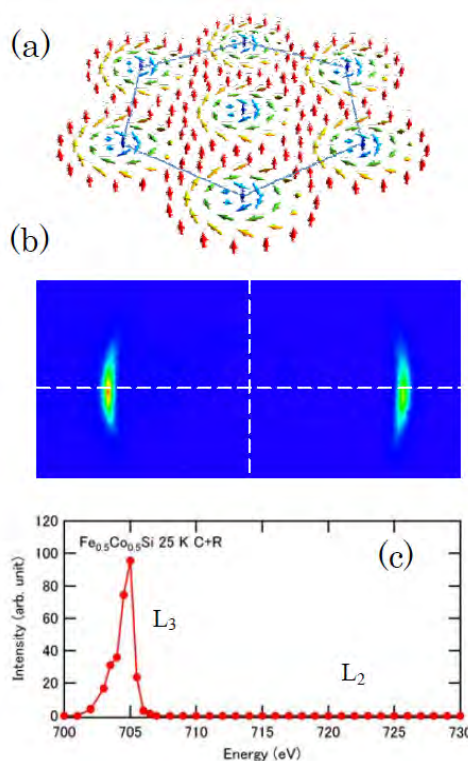 (a)
(b)
120
Fe0.5Co0.5Si 25 K C+R
(c)
100
80
L3
60
40
L2
20
0
700 705 710 715 720 725 730
Intensity (arb. unit)
Energy (eV)